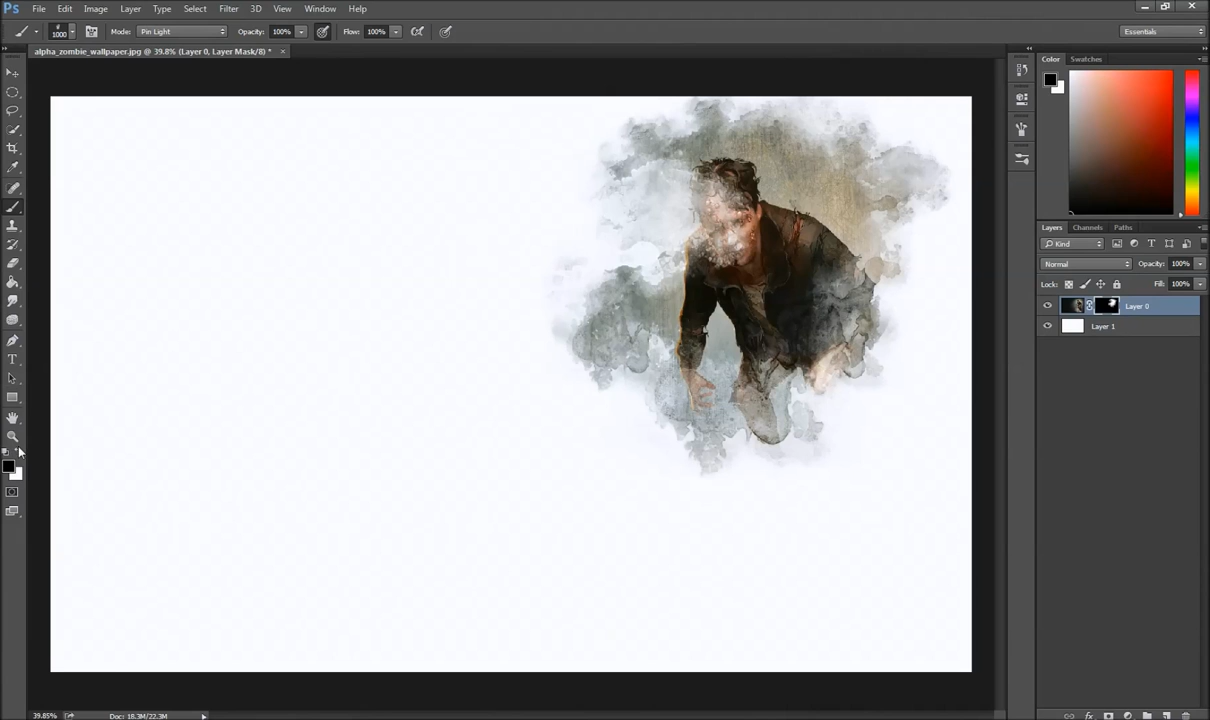 Ps File Edit Image Layer Type Select Filter 3D View Window Help
1000 Mode: Pin Light Opacity: 100% Flow: 100% Essentials
alpha_zombie_wallpaper.jpg @ 39.8% (Layer 0, Layer Mask/8) * ×
Color Swatches
Layers Channels Paths
Kind
Normal Opacity: 100%
Lock: Fill: 100%
Layer 0
Layer 1
39.85% Doc: 18.3M/22.3M